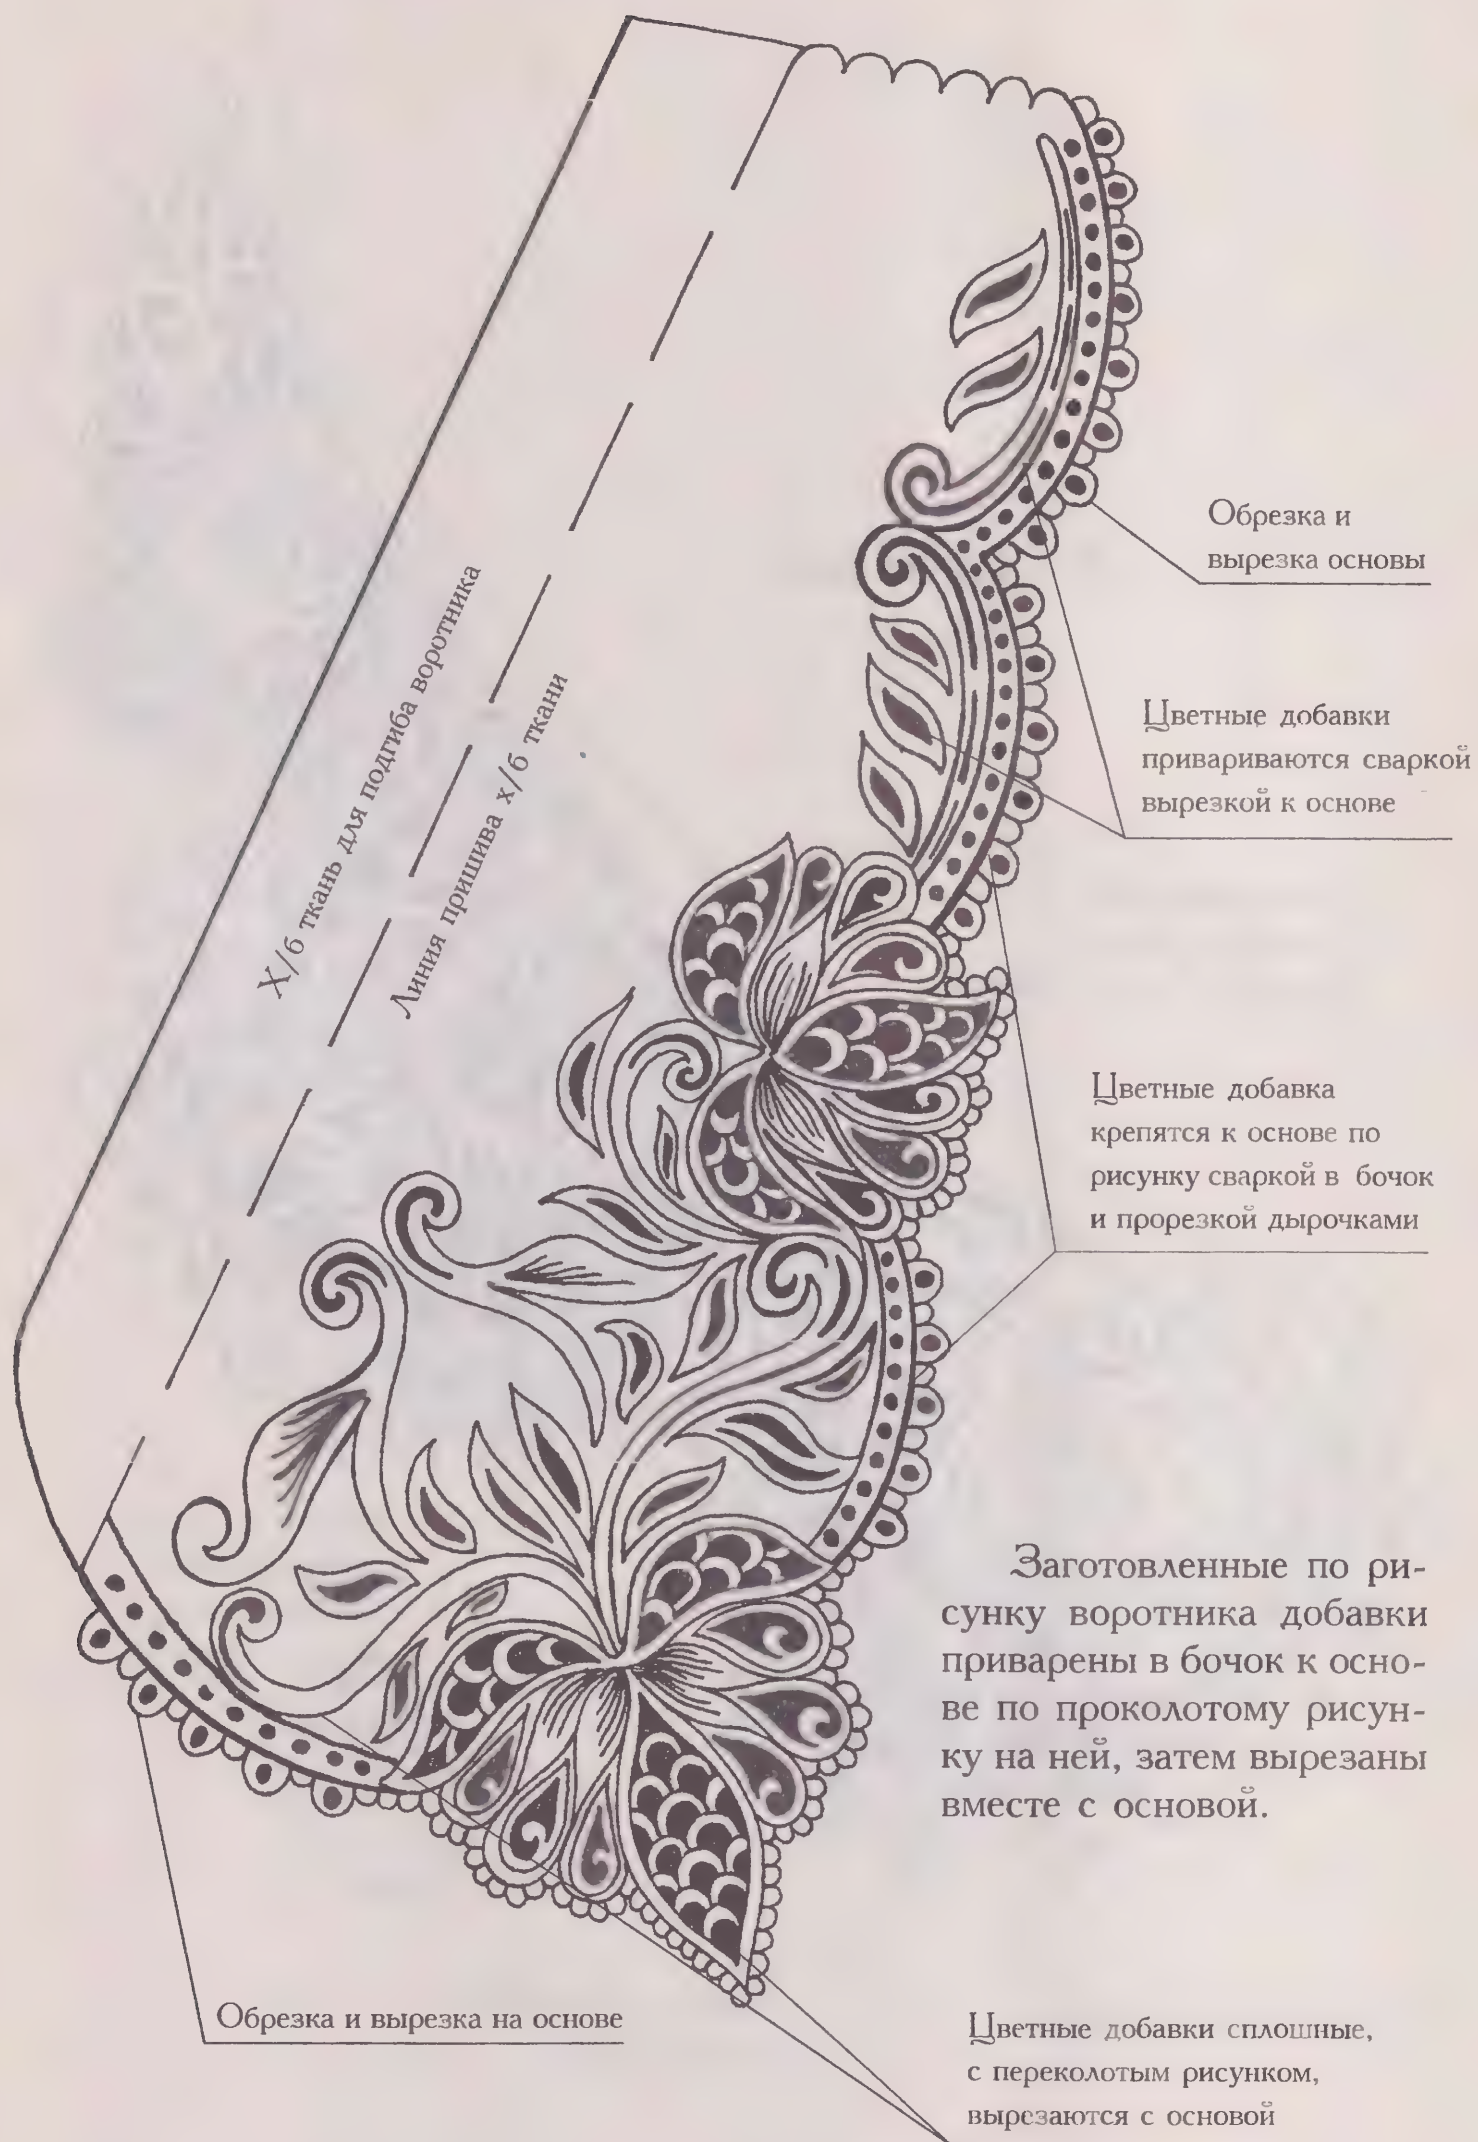 Х/б ткань для подгиба воротника
Линия пришива х/б ткани
Обрезка и
вырезка основы
Цветные добавки
привариваются сваркой
вырезкой к основе
Цветные добавка
крепятся к основе по
рисунку сваркой в бочок
и прорезкой дырочками
Заготовленные по ри-
сунку воротника добавки
приварены в бочок к осно-
ве по проколотому рисун-
ку на ней, затем вырезаны
вместе с основой.
Обрезка и вырезка на основе
Цветные добавки сплошные,
с переколотым рисунком,
вырезаются с основой